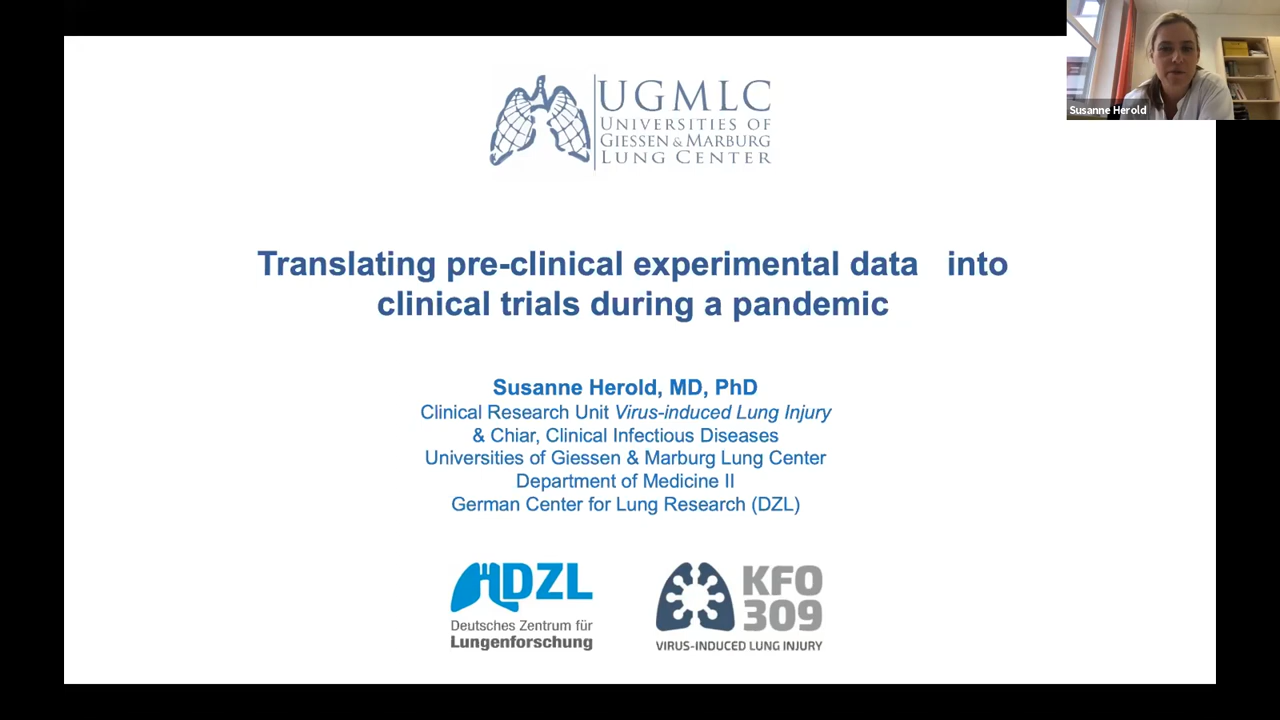 Susanne Herold
UGMLC
UNIVERSITIES OF
GIESSEN & MARBURG
LUNG CENTER
Translating pre-clinical experimental data into
clinical trials during a pandemic
Susanne Herold, MD, PhD
Clinical Research Unit Virus-induced Lung Injury
& Chiar, Clinical Infectious Diseases
Universities of Giessen & Marburg Lung Center
Department of Medicine II
German Center for Lung Research (DZL)
DZL
Deutsches Zentrum für
Lungenforschung
KFO
309
VIRUS-INDUCED LUNG INJURY